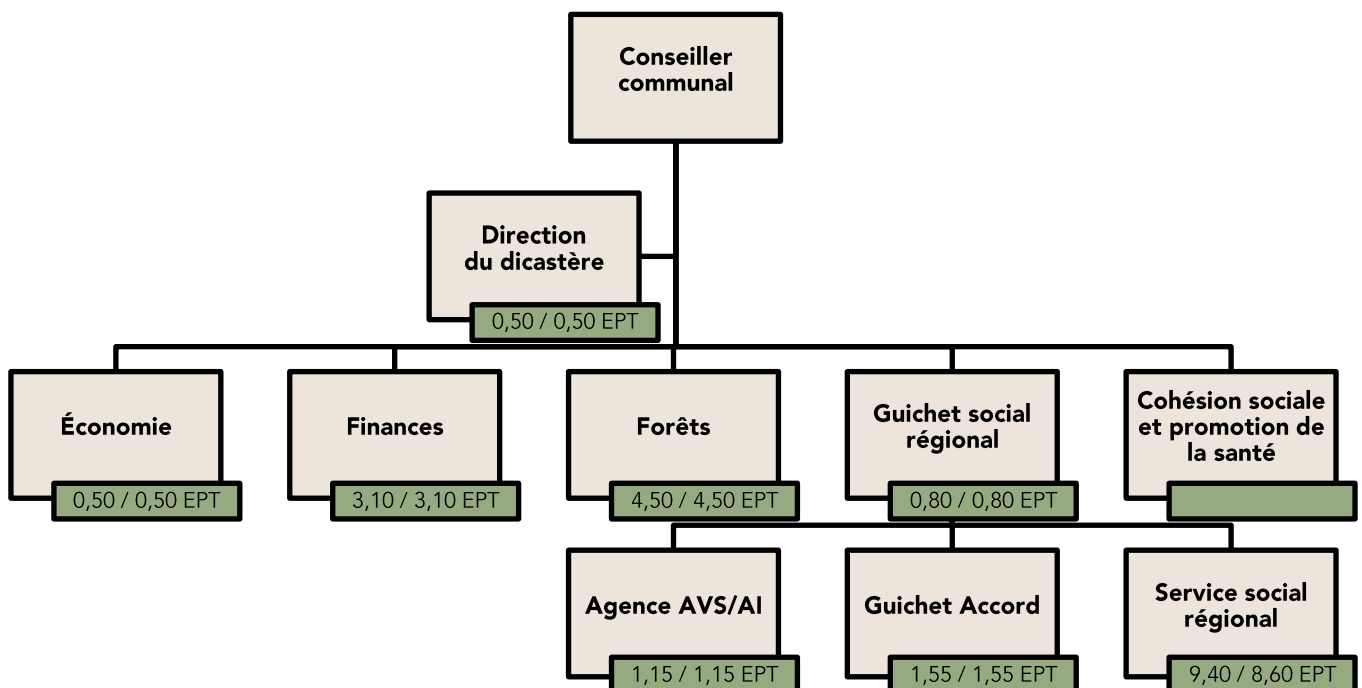 Conseiller
communal
Direction
du dicastère
0,50 / 0,50 EPT
Économie
0,50 / 0,50 EPT
Finances
3,10 / 3,10 EPT
Forêts
4,50 / 4,50 EPT
Guichet social
régional
0,80 / 0,80 EPT
Cohésion sociale
et promotion de
la santé
Agence AVS/AI
1,15 / 1,15 EPT
Guichet Accord
1,55 / 1,55 EPT
Service social
régional
9,40 / 8,60 EPT